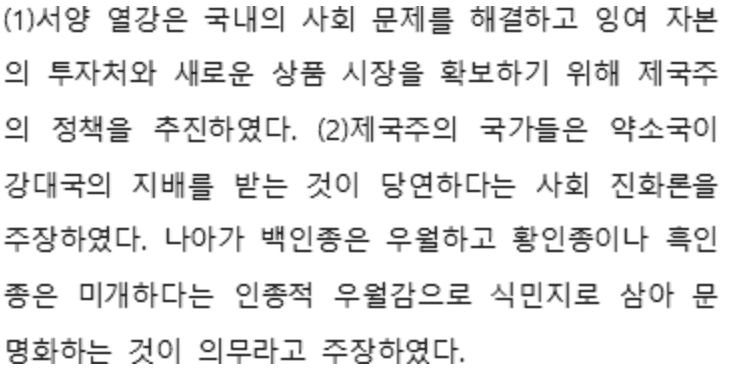 (1)서양 열강은 국내의 사회 문제를 해결하고 잉여 자본
의 투자처와 새로운 상품 시장을 확보하기 위해 제국주
의 정책을 추진하였다. (2)제국주의 국가들은 약소국이
강대국의 지배를 받는 것이 당연하다는 사회 진화론을
주장하였다. 나아가 백인종은 우월하고 황인종이나 흑인
종은 미개하다는 인종적 우월감으로 식민지로 삼아 문
명화하는 것이 의무라고 주장하였다.